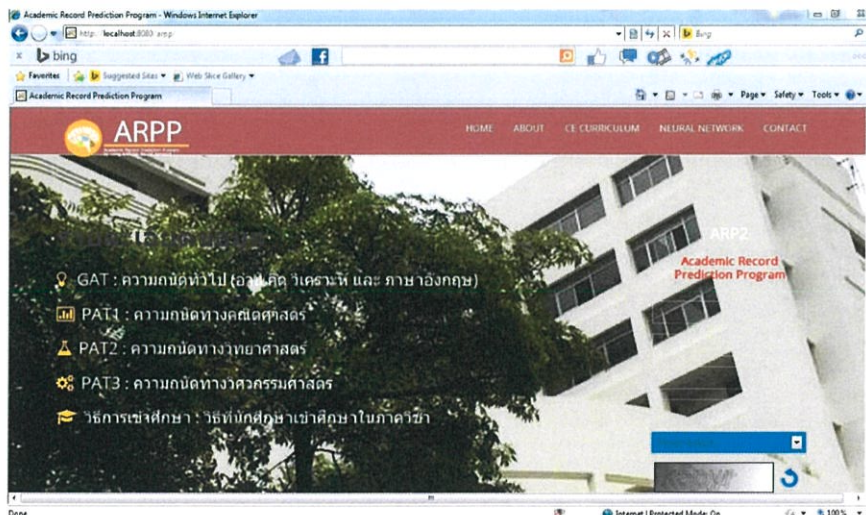 Academic Record Prediction Program - Windows Internet Explorer
Bing
bing
Favorites Suggested Sites Web Slice Gallery
Academic Record Prediction Program
Page Safety Tools
ARPP
HOME ABOUT CE CURRICULUM NEURAL NETWORK CONTACT
ARP2
Academic Record
Prediction Program
GAT : ความถนัดทั่วไป (อ่าน คิด วิเคราะห์ และ ภาษาอังกฤษ)
PAT1 : ความถนัดทางคณิตศาสตร์
PAT2 : ความถนัดทางวิทยาศาสตร์
PAT3 : ความถนัดทางวิศวกรรมศาสตร์
วิธีการเข้าศึกษา : วิธีที่นักศึกษาเข้าศึกษาในภาควิชา
Done
Internet | Protected Mode: On
100%